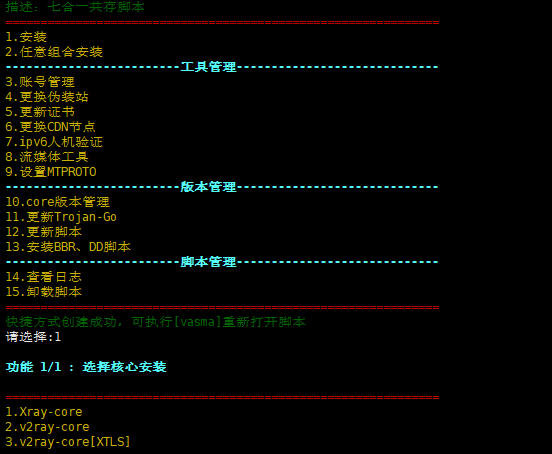 描述：七合一共存脚本
==============================================================
1.安装
2.任意组合安装
-------------------------工具管理-----------------------------
3.账号管理
4.更换伪装站
5.更新证书
6.更换CDN节点
7.ipv6人机验证
8.流媒体工具
9.设置MTPROTO
-------------------------版本管理-----------------------------
10.core版本管理
11.更新Trojan-Go
12.更新脚本
13.安装BBR、DD脚本
-------------------------脚本管理-----------------------------
14.查看日志
15.卸载脚本
==============================================================
快捷方式创建成功，可执行[vasma]重新打开脚本
请选择:1
功能 1/1 : 选择核心安装
==============================================================
1.Xray-core
2.v2ray-core
3.v2ray-core[XTLS]